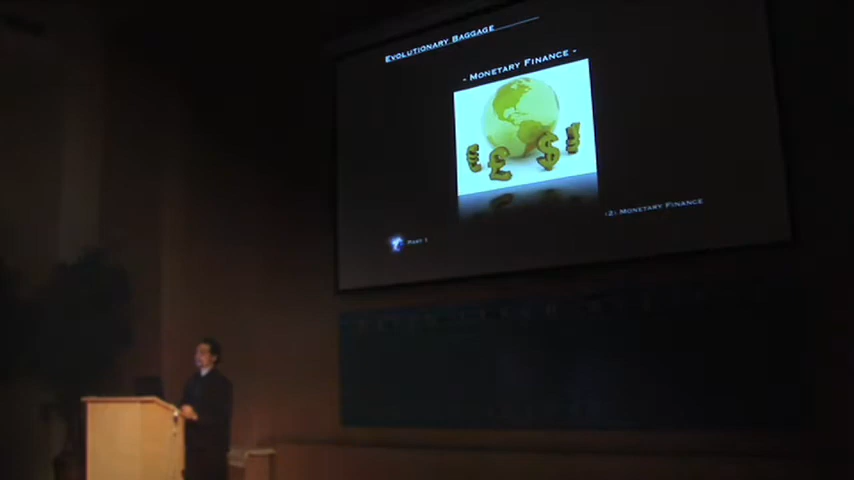 EVOLUTIONARY BAGGAGE
- MONETARY FINANCE -
€ £ $ ¥
:2: MONETARY FINANCE
PART 1